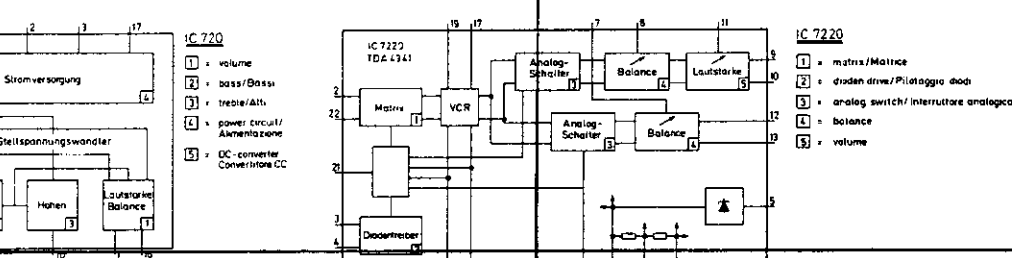 2 3 17
Stromversorgung
4
Stellspannungswandler
Höhen
3
Lautstärke
Balance
1
IC 720
1 = volume
2 = bass/Bassi
3 = treble/Alti
4 = power circuit/
Alimentazione
5 = DC-converter
Convertitore CC
19 17 7 8 11
IC 7220
TDA 4341
2
22
Matrix
1
VCR
Analog-
Schalter
3
Balance
4
Lautstärke
5
9
10
Analog-
Schalter
3
Balance
4
12
13
21
3
4
Diodentreiber
2
5
IC 7220
1 = matrix/Matrice
2 = dioden drive/Pilotaggio diodi
3 = analog switch/Interruttore analogico
4 = balance
5 = volume